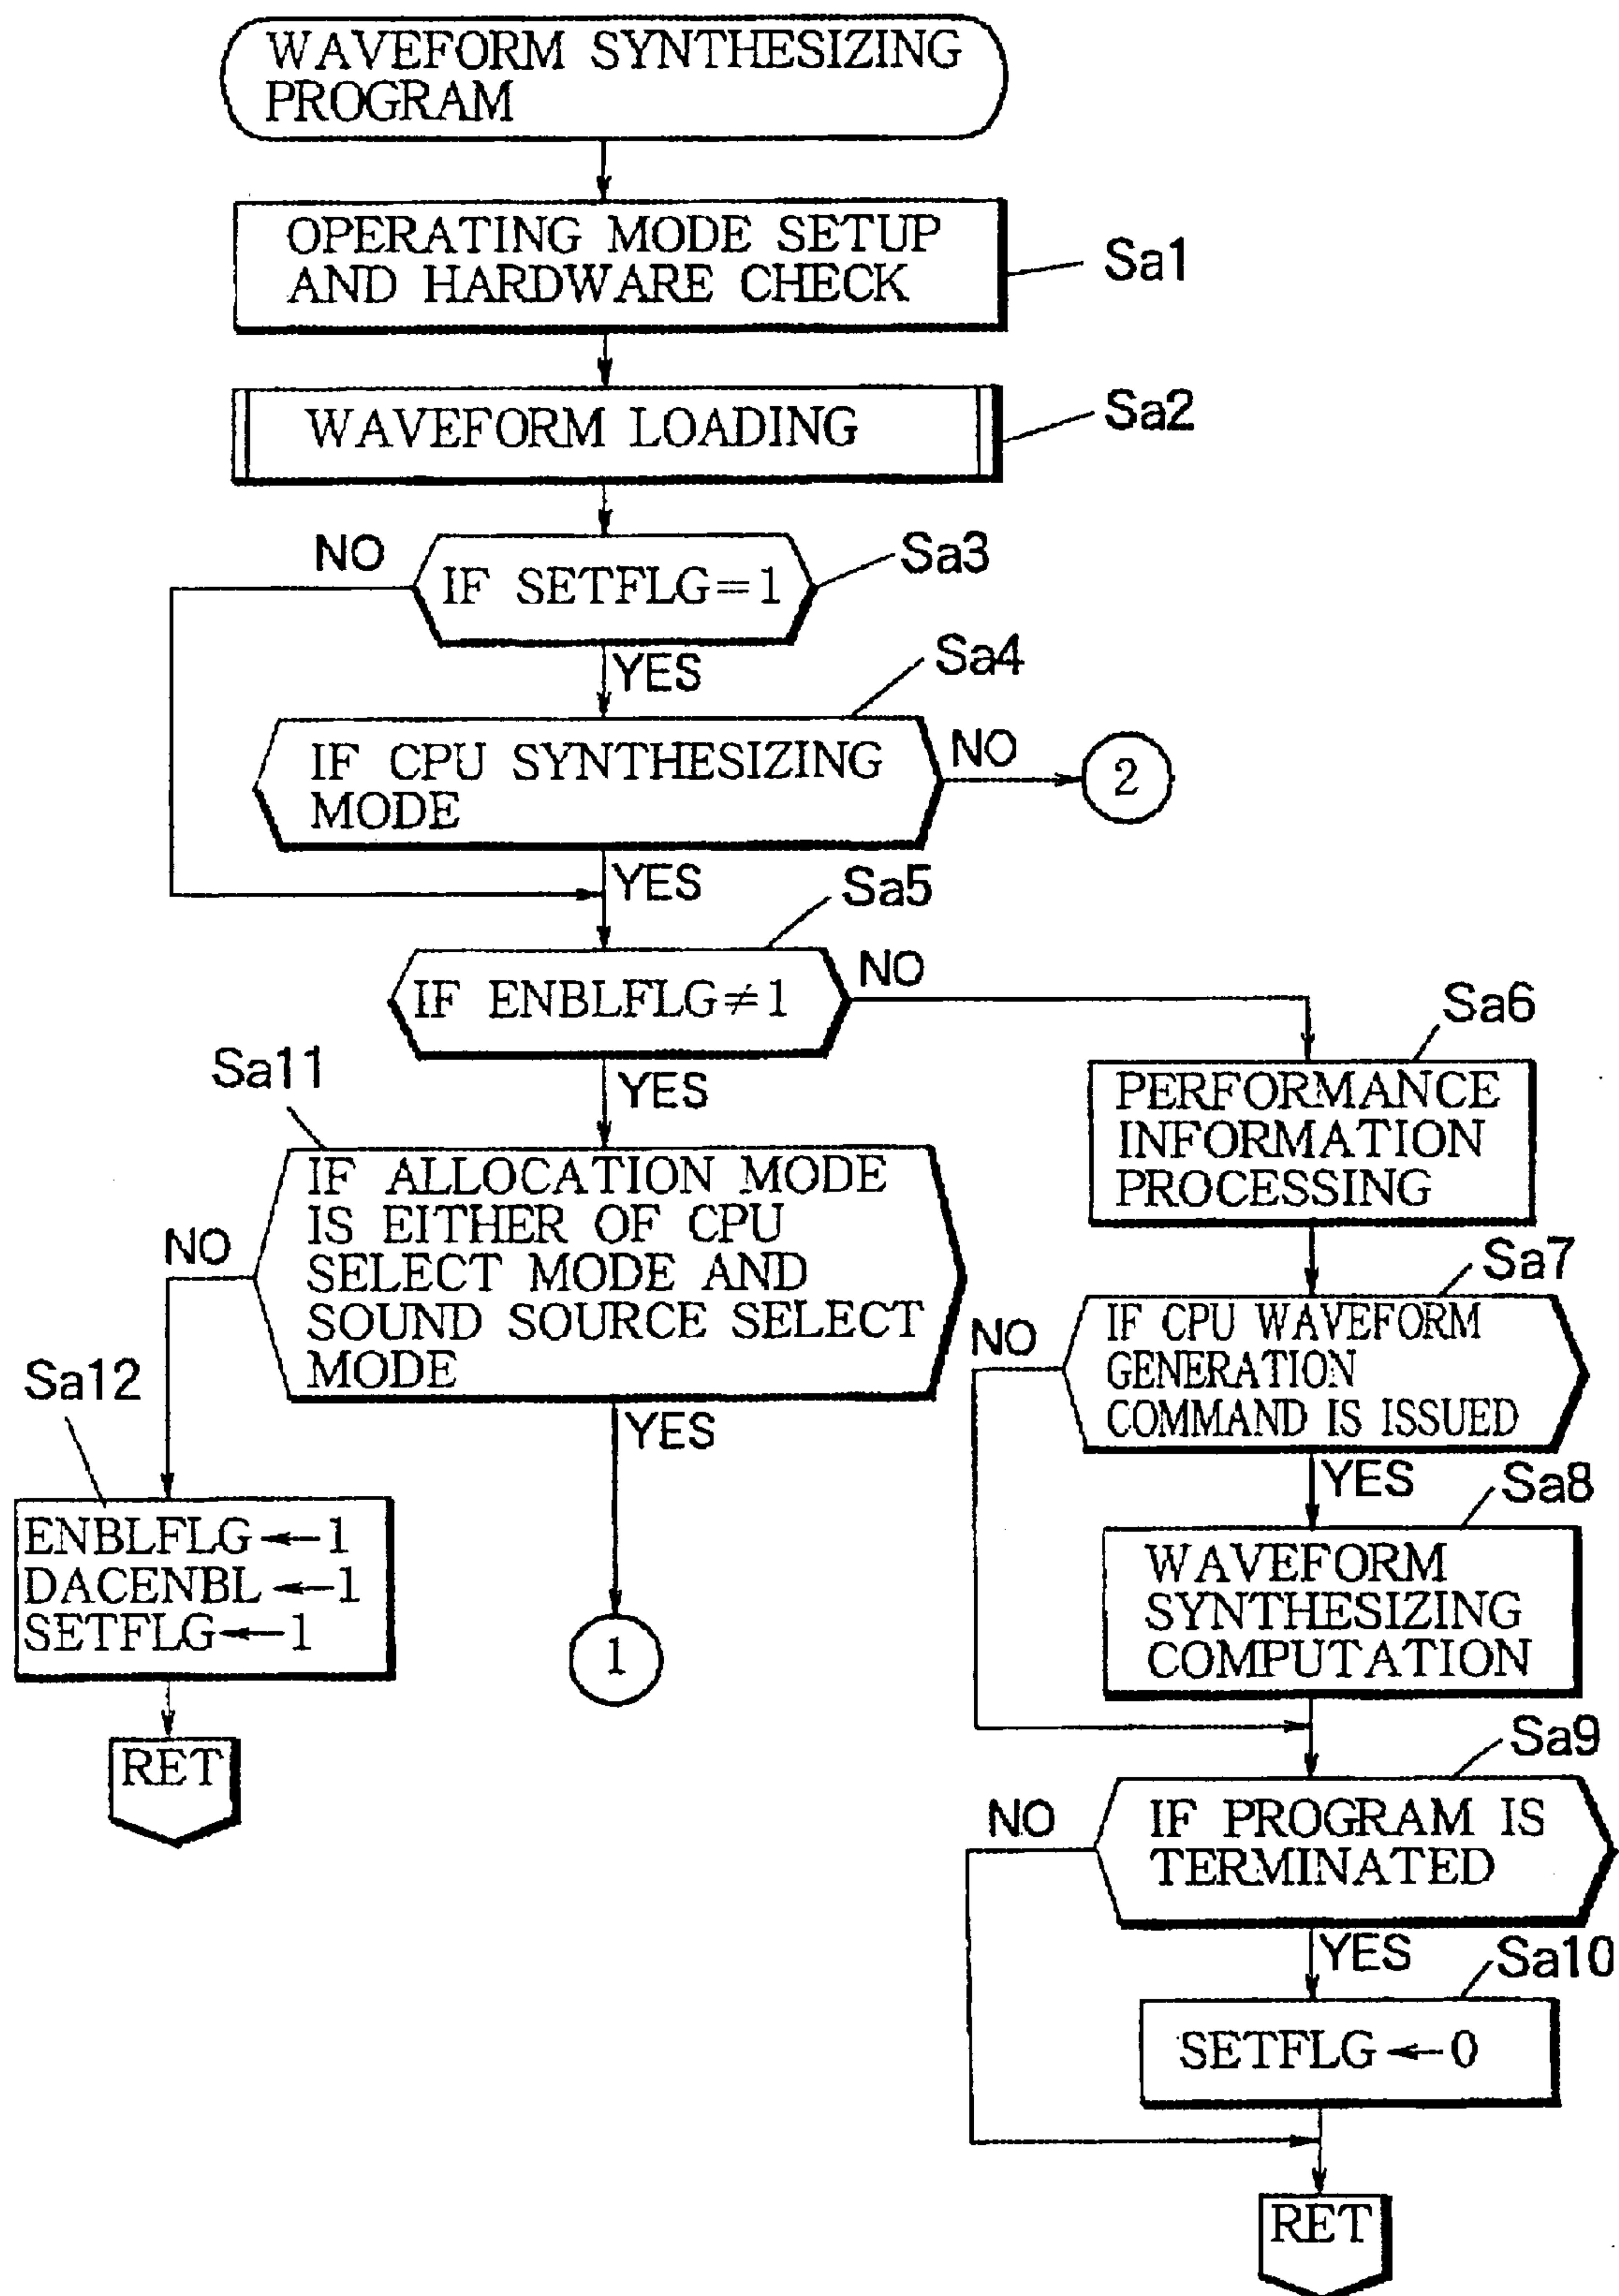 WAVEFORM SYNTHESIZING
PROGRAM
OPERATING MODE SETUP
AND HARDWARE CHECK
Sa1
WAVEFORM LOADING
Sa2
NO
IF SETFLG=1
Sa3
YES
Sa4
IF CPU SYNTHESIZING
MODE
NO
2
YES
Sa5
IF ENBLFLG≠1
NO
Sa6
PERFORMANCE
INFORMATION
PROCESSING
Sa11
YES
IF ALLOCATION MODE
IS EITHER OF CPU
SELECT MODE AND
SOUND SOURCE SELECT
MODE
NO
Sa7
IF CPU WAVEFORM
GENERATION
COMMAND IS ISSUED
NO
Sa12
YES
YES
Sa8
ENBLFLG←1
DACENBL←1
SETFLG←1
1
WAVEFORM
SYNTHESIZING
COMPUTATION
RET
Sa9
NO
IF PROGRAM IS
TERMINATED
YES
Sa10
SETFLG←0
RET